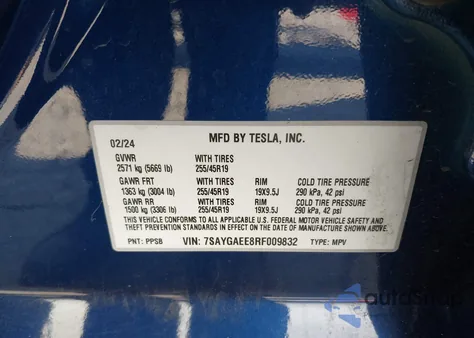 02/24 MFD BY TESLA, INC.
GVWR WITH TIRES
2571 kg (5669 lb) 255/45R19
GAWR FRT WITH TIRES RIM COLD TIRE PRESSURE
1363 kg (3004 lb) 255/45R19 19X9.5J 290 kPa, 42 psi
GAWR RR WITH TIRES RIM COLD TIRE PRESSURE
1500 kg (3306 lb) 255/45R19 19X9.5J 290 kPa, 42 psi
THIS VEHICLE CONFORMS TO ALL APPLICABLE U.S. FEDERAL MOTOR VEHICLE SAFETY AND
THEFT PREVENTION STANDARDS IN EFFECT ON THE DATE OF MANUFACTURE SHOWN ABOVE.
PNT: PPSB VIN: 7SAYGAEE8RF009832 TYPE: MPV